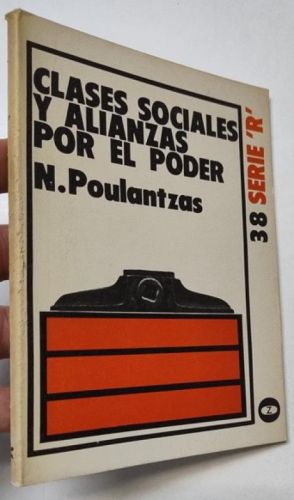 CLASES SOCIALES
Y ALIANZAS
POR EL PODER
N.Poulantzas
38 SERIE 'R'
Z